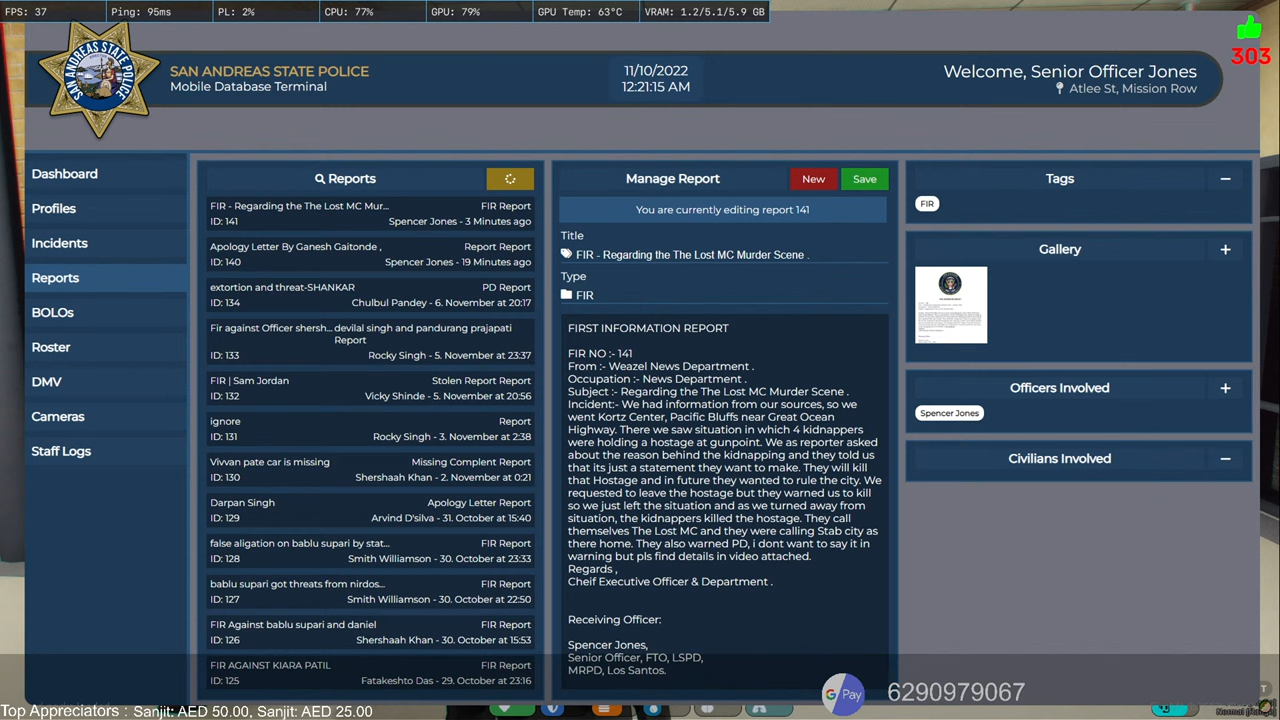 FPS: 37
Ping: 95ms
PL: 2%
CPU: 77%
GPU: 79%
GPU Temp: 63°C
VRAM: 1.2/5.1/5.9 GB
303
SAN ANDREAS STATE POLICE
SAN ANDREAS STATE POLICE
Mobile Database Terminal
11/10/2022
12:21:15 AM
Welcome, Senior Officer Jones
Atlee St, Mission Row
Dashboard
Profiles
Incidents
Reports
BOLOs
Roster
DMV
Cameras
Staff Logs
Reports
FIR - Regarding the The Lost MC Mur... FIR Report
ID: 141 Spencer Jones - 3 Minutes ago
Apology Letter By Ganesh Gaitonde , Report Report
ID: 140 Spencer Jones - 19 Minutes ago
extortion and threat-SHANKAR PD Report
ID: 134 Chulbul Pandey - 6. November at 20:17
Fir against Officer shersh... devilal singh and pandurang prajapati
Report
ID: 133 Rocky Singh - 5. November at 23:37
FIR | Sam Jordan Stolen Report Report
ID: 132 Vicky Shinde - 5. November at 20:56
ignore Report
ID: 131 Rocky Singh - 3. November at 2:38
Vivvan pate car is missing Missing Complent Report
ID: 130 Shershaah Khan - 2. November at 0:21
Darpan Singh Apology Letter Report
ID: 129 Arvind D'silva - 31. October at 15:40
false aligation on bablu supari by stat... FIR Report
ID: 128 Smith Williamson - 30. October at 23:33
bablu supari got threats from nirdos... FIR Report
ID: 127 Smith Williamson - 30. October at 22:50
FIR Against bablu supari and daniel FIR Report
ID: 126 Shershaah Khan - 30. October at 15:53
FIR AGAINST KIARA PATIL FIR Report
ID: 125 Fatakeshto Das - 29. October at 23:16
Manage Report
New
Save
You are currently editing report 141
Title
FIR - Regarding the The Lost MC Murder Scene .
Type
FIR
FIRST INFORMATION REPORT
FIR NO :- 141
From :- Weazel News Department .
Occupation :- News Department .
Subject :- Regarding the The Lost MC Murder Scene .
Incident:- We had information from our sources, so we
went Kortz Center, Pacific Bluffs near Great Ocean
Highway. There we saw situation in which 4 kidnappers
were holding a hostage at gunpoint. We as reporter asked
about the reason behind the kidnapping and they told us
that its just a statement they want to make. They will kill
that Hostage and in future they wanted to rule the city. We
requested to leave the hostage but they warned us to kill
so we just left the situation and as we turned away from
situation, the kidnappers killed the hostage. They call
themselves The Lost MC and they were calling Stab city as
there home. They also warned PD, i dont want to say it in
warning but pls find details in video attached.
Regards ,
Cheif Executive Officer & Department .
Receiving Officer:
Spencer Jones,
Senior Officer, FTO, LSPD,
MRPD, Los Santos.
Tags
FIR
Gallery
Officers Involved
Spencer Jones
Civilians Involved
G Pay 6290979067
Top Appreciators : Sanjit: AED 50.00, Sanjit: AED 25.00